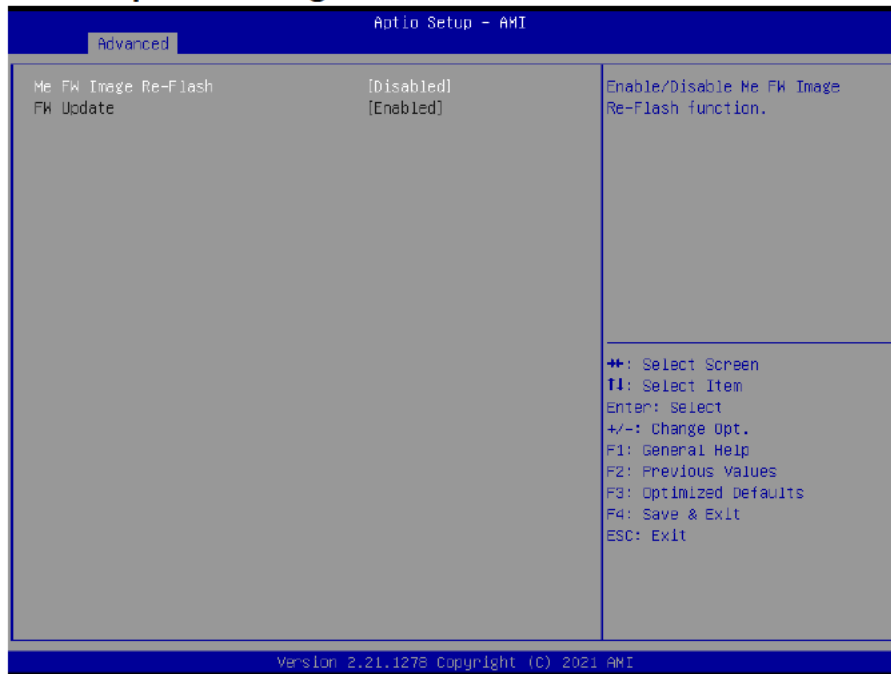 Aptio Setup - AMI
Advanced
Me FW Image Re-Flash [Disabled]
FW Update [Enabled]
Enable/Disable Me FW Image
Re-Flash function.
→←: Select Screen
↑↓: Select Item
Enter: Select
+/-: Change Opt.
F1: General Help
F2: Previous Values
F3: Optimized Defaults
F4: Save & Exit
ESC: Exit
Version 2.21.1278 Copyright (C) 2021 AMI